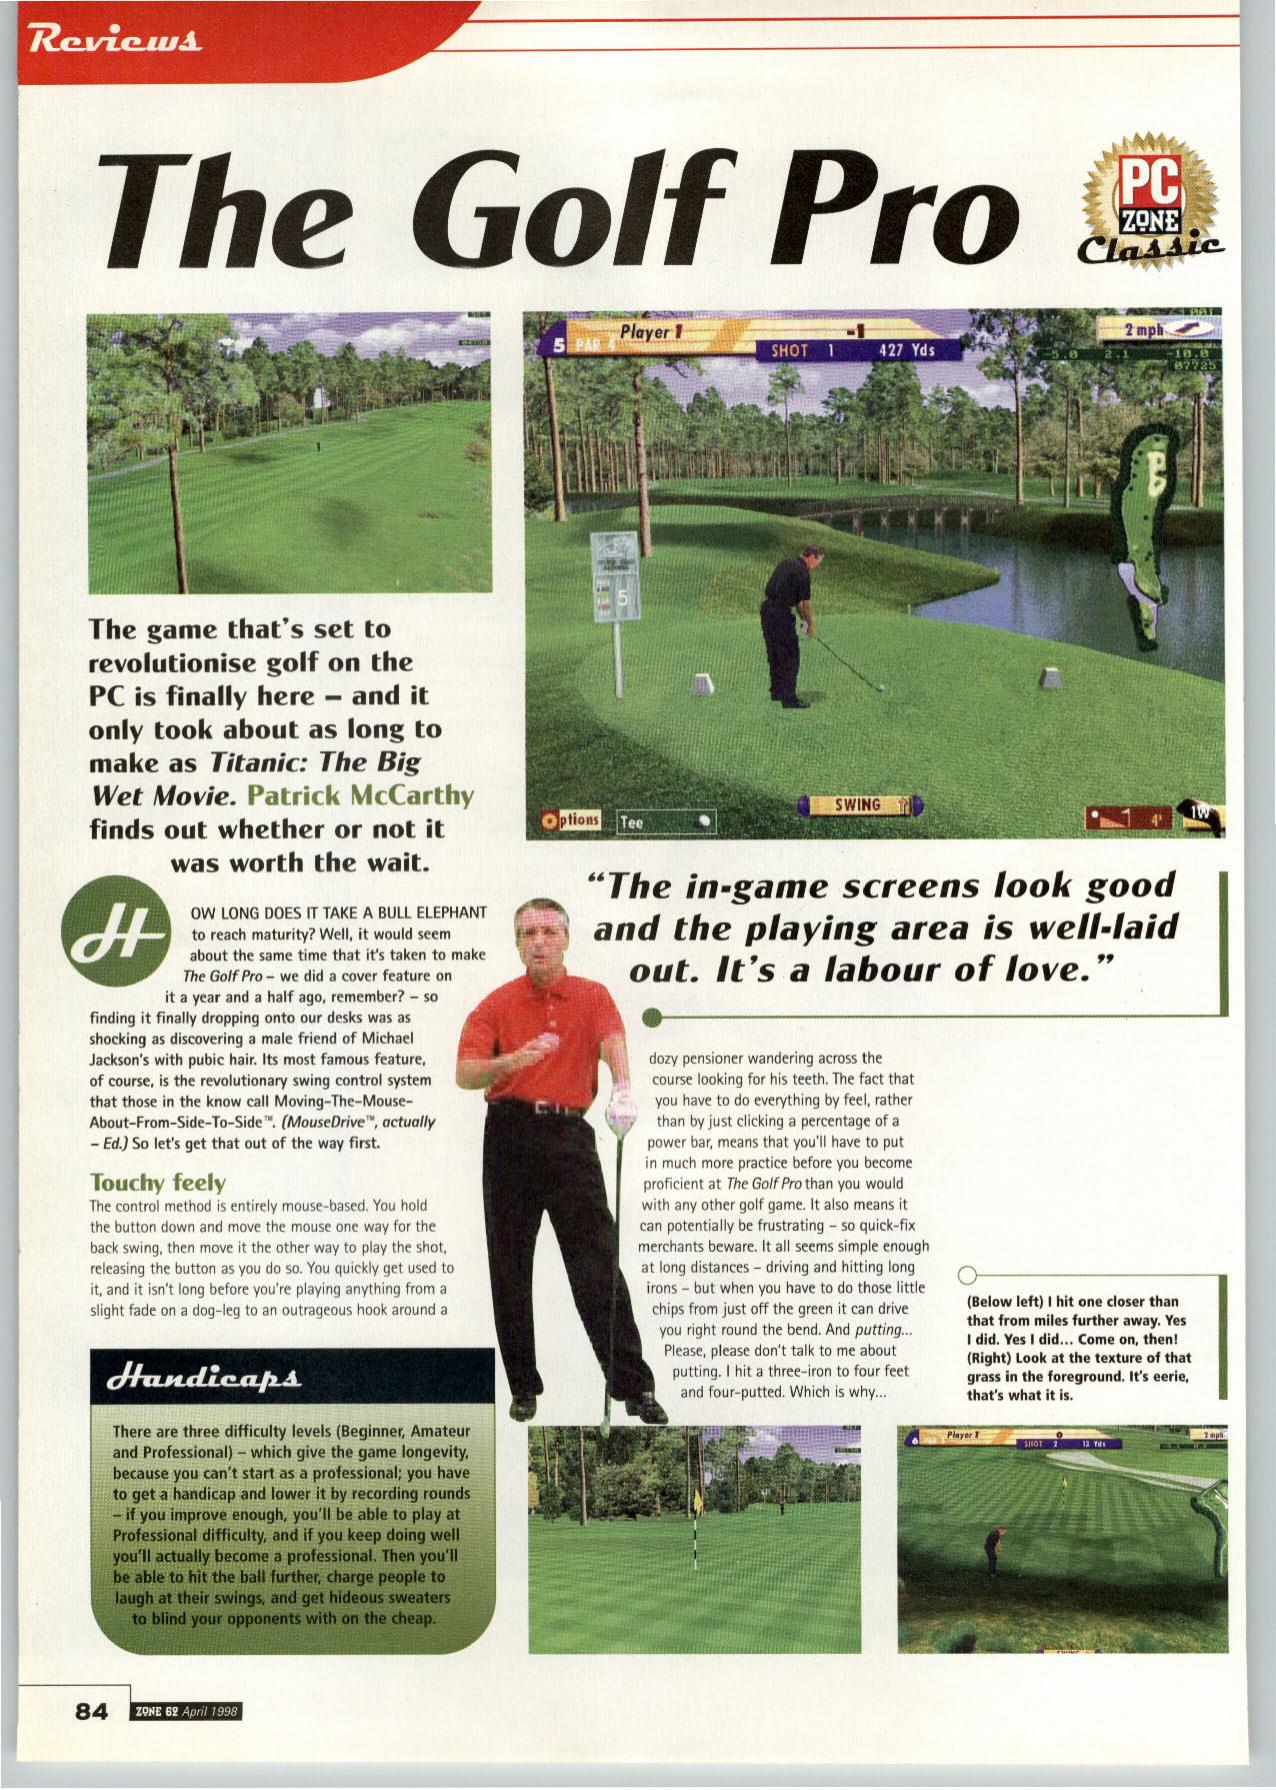 Reviews
The Golf Pro
PC
ZONE
Classic
5 PAR 4 Player 1 -1
SHOT 1 427 Yds
2 mph
-5.0 2.1 -10.0
07725
5
SWING
Options
Tee
4'
1W
The game that's set to
revolutionise golf on the
PC is finally here – and it
only took about as long to
make as Titanic: The Big
Wet Movie. Patrick McCarthy
finds out whether or not it
was worth the wait.
HOW LONG DOES IT TAKE A BULL ELEPHANT
to reach maturity? Well, it would seem
about the same time that it's taken to make
The Golf Pro – we did a cover feature on
it a year and a half ago, remember? – so
finding it finally dropping onto our desks was as
shocking as discovering a male friend of Michael
Jackson's with pubic hair. Its most famous feature,
of course, is the revolutionary swing control system
that those in the know call Moving-The-Mouse-
About-From-Side-To-Side™. (MouseDrive™, actually
– Ed.) So let's get that out of the way first.
Touchy feely
The control method is entirely mouse-based. You hold
the button down and move the mouse one way for the
back swing, then move it the other way to play the shot,
releasing the button as you do so. You quickly get used to
it, and it isn't long before you're playing anything from a
slight fade on a dog-leg to an outrageous hook around a
Handicaps
There are three difficulty levels (Beginner, Amateur
and Professional) – which give the game longevity,
because you can't start as a professional; you have
to get a handicap and lower it by recording rounds
– if you improve enough, you'll be able to play at
Professional difficulty, and if you keep doing well
you'll actually become a professional. Then you'll
be able to hit the ball further, charge people to
laugh at their swings, and get hideous sweaters
to blind your opponents with on the cheap.
"The in-game screens look good
and the playing area is well-laid
out. It's a labour of love."
dozy pensioner wandering across the
course looking for his teeth. The fact that
you have to do everything by feel, rather
than by just clicking a percentage of a
power bar, means that you'll have to put
in much more practice before you become
proficient at The Golf Pro than you would
with any other golf game. It also means it
can potentially be frustrating – so quick-fix
merchants beware. It all seems simple enough
at long distances – driving and hitting long
irons – but when you have to do those little
chips from just off the green it can drive
you right round the bend. And putting...
Please, please don't talk to me about
putting. I hit a three-iron to four feet
and four-putted. Which is why...
(Below left) I hit one closer than
that from miles further away. Yes
I did. Yes I did... Come on, then!
(Right) Look at the texture of that
grass in the foreground. It's eerie,
that's what it is.
6 Player 1 0
SHOT 2 13 Yds
2 mph
84 ZONE 62 April 1998